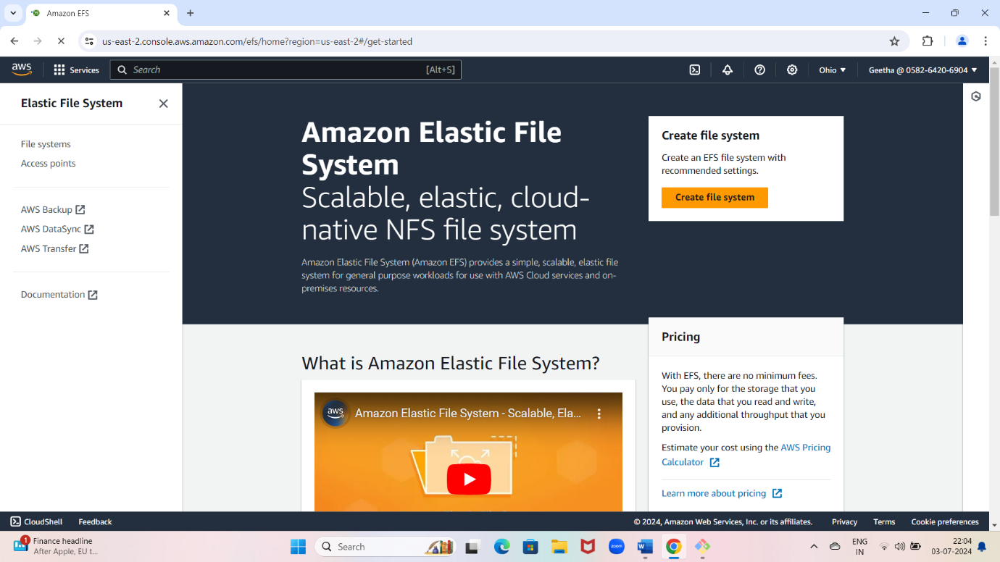 Amazon EFS
us-east-2.console.aws.amazon.com/efs/home?region=us-east-2#/get-started
aws
Services
Search
[Alt+S]
Ohio
Geetha @ 0582-6420-6904
Elastic File System
File systems
Access points
AWS Backup
AWS DataSync
AWS Transfer
Documentation
Amazon Elastic File
System
Scalable, elastic, cloud-
native NFS file system
Amazon Elastic File System (Amazon EFS) provides a simple, scalable, elastic file
system for general purpose workloads for use with AWS Cloud services and on-
premises resources.
Create file system
Create an EFS file system with
recommended settings.
Create file system
What is Amazon Elastic File System?
aws
Amazon Elastic File System - Scalable, Ela...
Pricing
With EFS, there are no minimum fees.
You pay only for the storage that you
use, the data that you read and write,
and any additional throughput that you
provision.
Estimate your cost using the AWS Pricing
Calculator
Learn more about pricing
CloudShell
Feedback
© 2024, Amazon Web Services, Inc. or its affiliates.
Privacy
Terms
Cookie preferences
1
Finance headline
After Apple, EU t...
Search
zoom
ENG
IN
22:04
03-07-2024